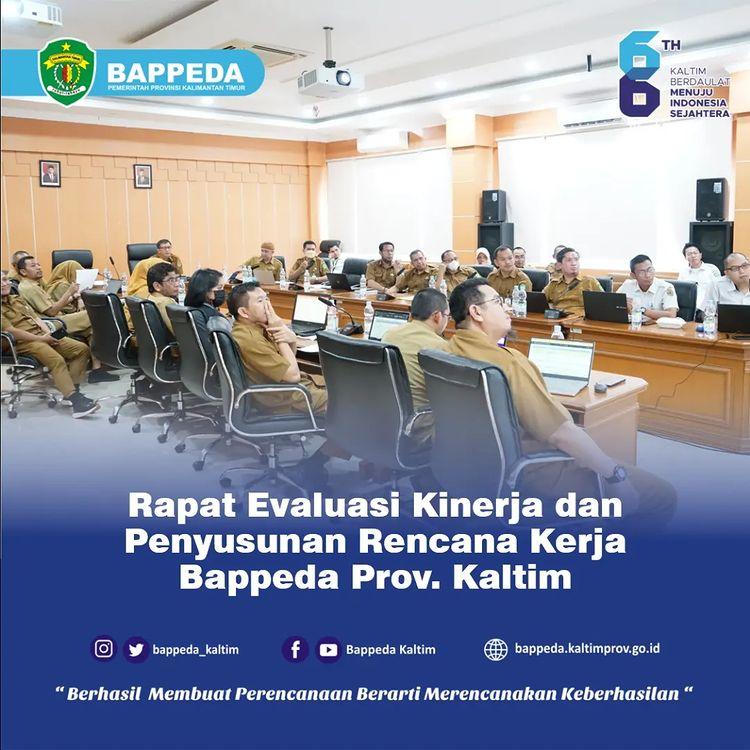 BAPPEDA
PEMERINTAH PROVINSI KALIMANTAN TIMUR
66TH
KALTIM
BERDAULAT
MENUJU
INDONESIA
SEJAHTERA
Rapat Evaluasi Kinerja dan
Penyusunan Rencana Kerja
Bappeda Prov. Kaltim
bappeda_kaltim
Bappeda Kaltim
bappeda.kaltimprov.go.id
“ Berhasil Membuat Perencanaan Berarti Merencanakan Keberhasilan “